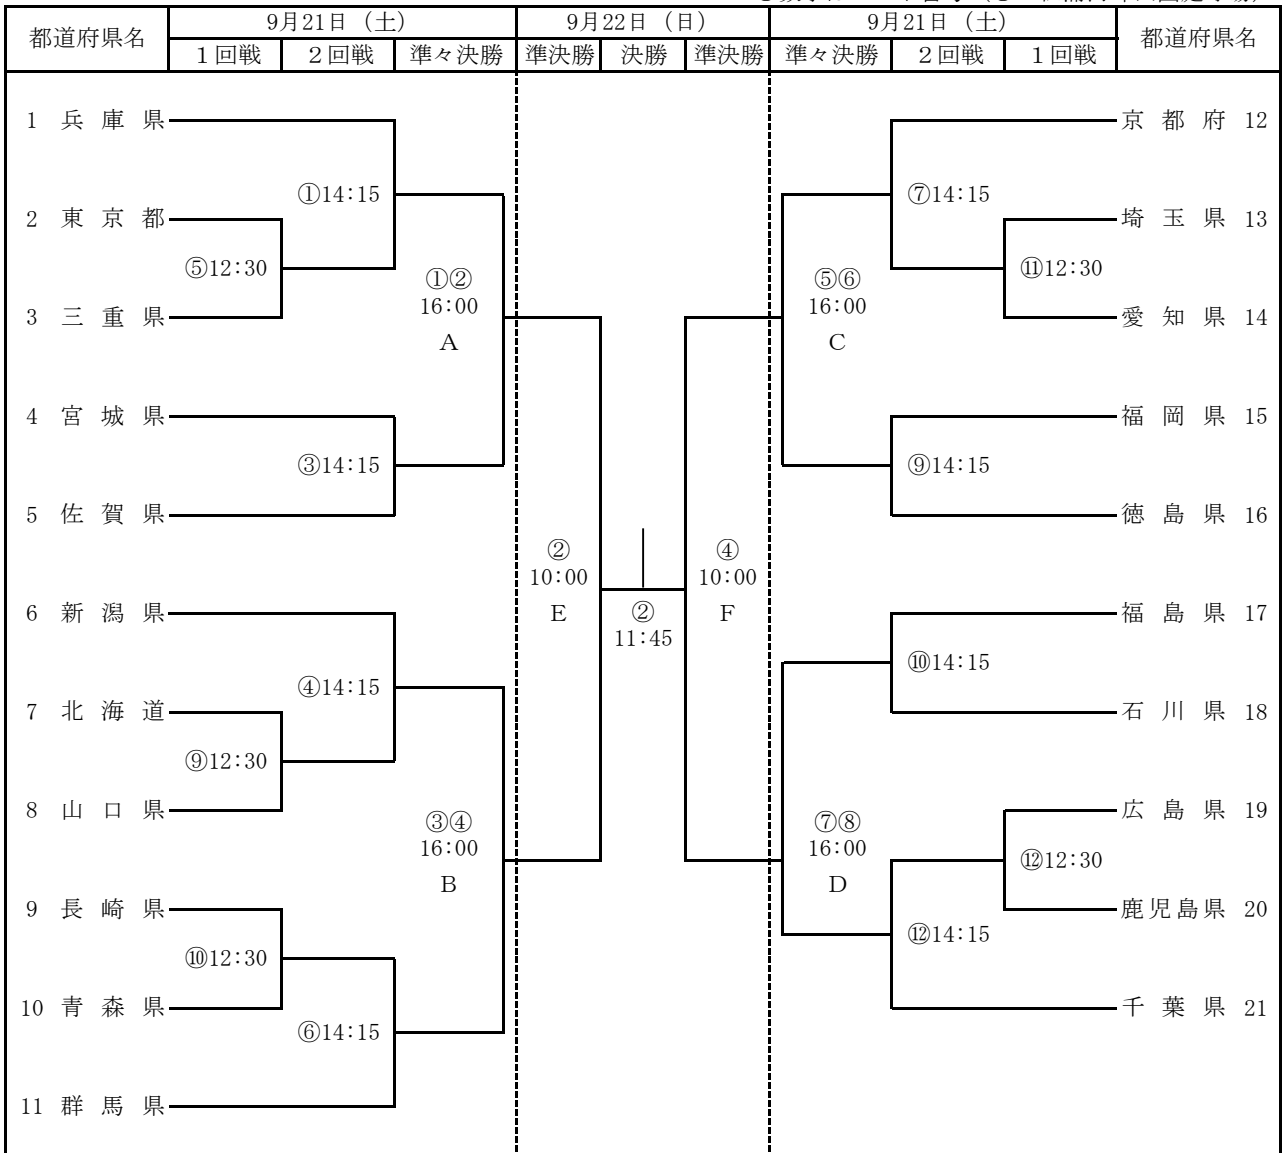 9月21日（土） 9月22日（日） 9月21日（土）
都道府県名 都道府県名
１回戦 ２回戦 準々決勝 準決勝 決勝 準決勝 準々決勝 ２回戦 １回戦
1 兵庫県 京都府 12
①14:15 ⑦14:15
2 東京都 埼玉県 13
⑤12:30 ①② ⑤⑥ ⑪12:30
16:00 16:00
3 三重県 愛知県 14
A C
4 宮城県 福岡県 15
③14:15 ⑨14:15
5 佐賀県 徳島県 16
② ④
10:00 10:00
6 新潟県 E ② F 福島県 17
11:45
④14:15 ⑩14:15
7 北海道 石川県 18
⑨12:30
8 山口県 ③④ ⑦⑧ 広島県 19
16:00 16:00 ⑫12:30
B D
9 長崎県 鹿児島県 20
⑩12:30 ⑫14:15
10 青森県 千葉県 21
⑥14:15
11 群馬県